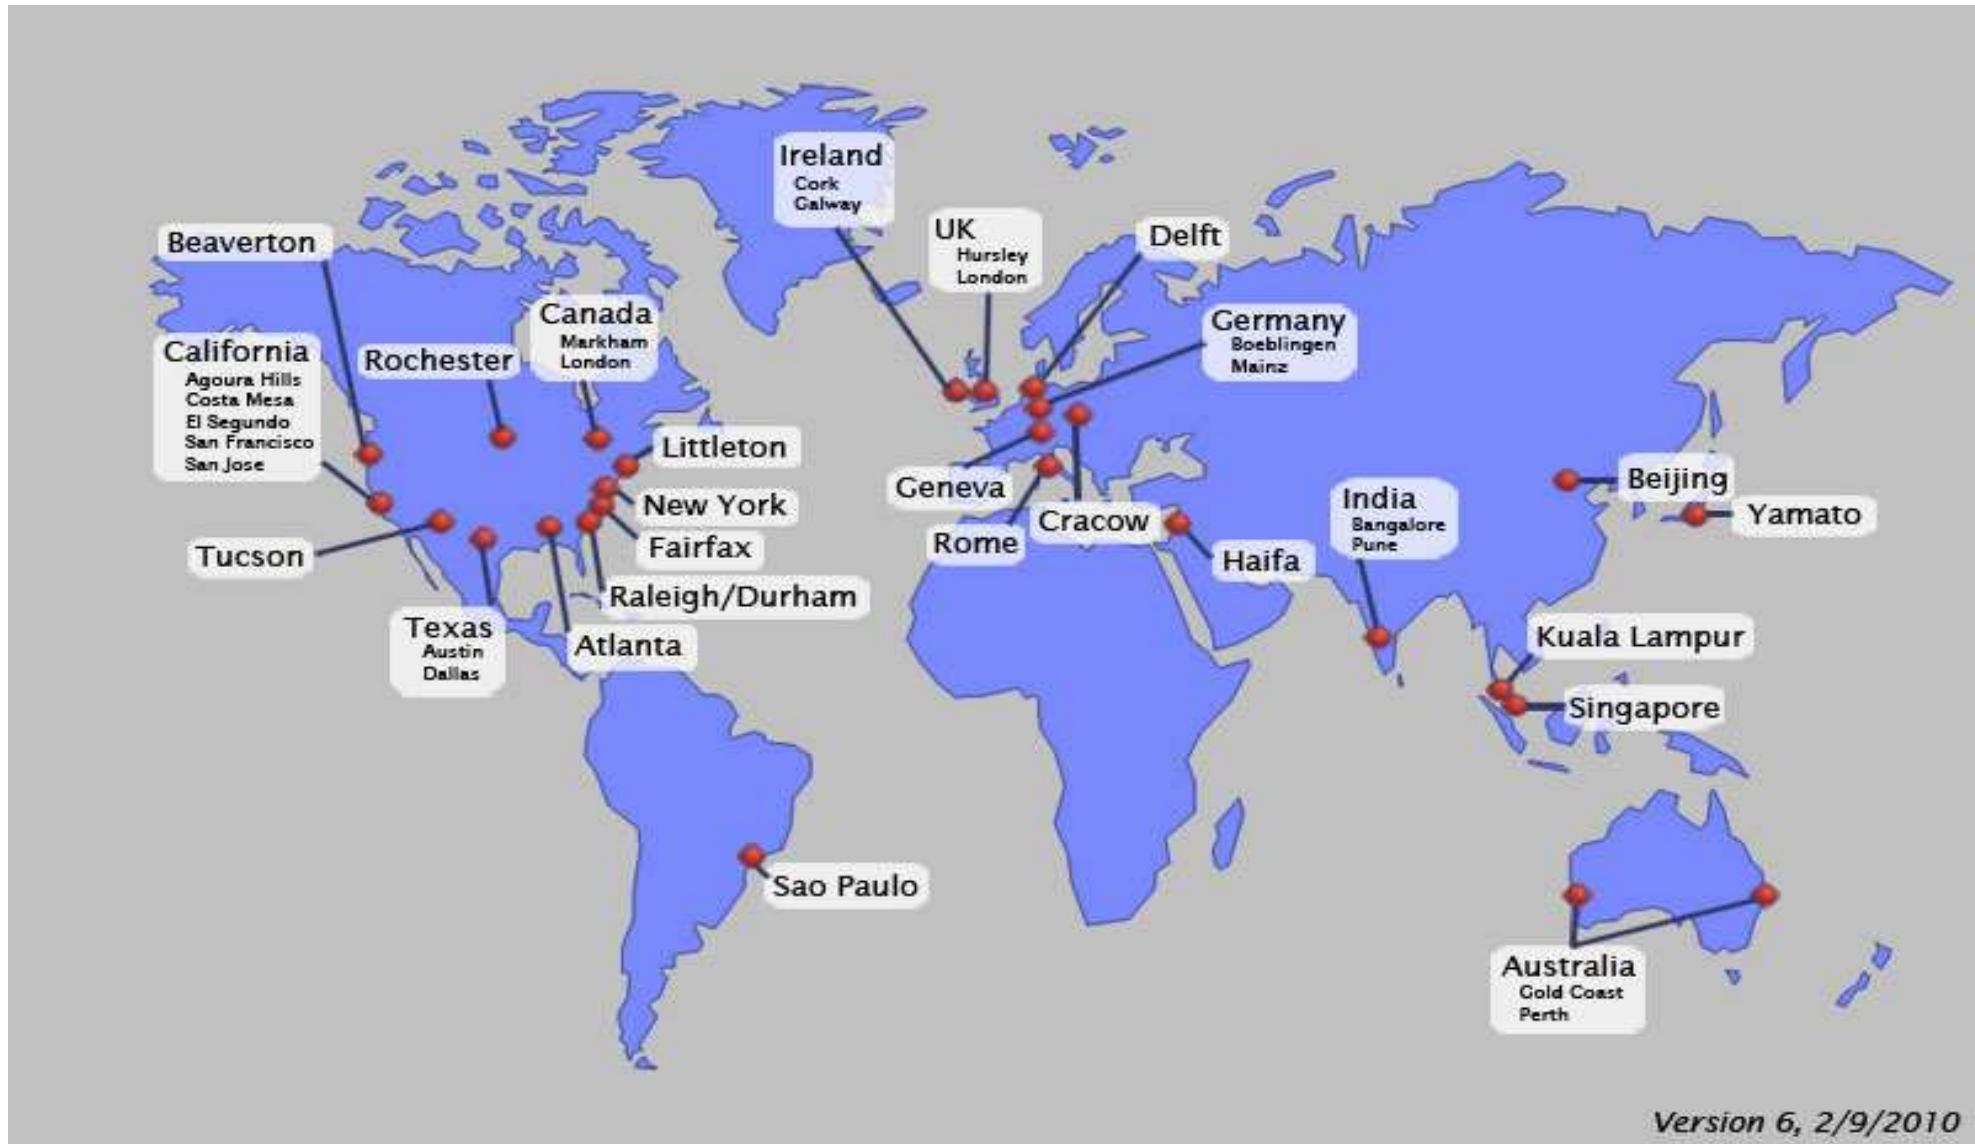 Ireland
Cork
Galway
UK
Hursley
London
Delft
Beaverton
Canada
Markham
London
Germany
Boeblingen
Mainz
California
Agoura Hills
Costa Mesa
El Segundo
San Francisco
San Jose
Rochester
Littleton
New York
Fairfax
Raleigh/Durham
Tucson
Texas
Austin
Dallas
Atlanta
Geneva
Rome
Cracow
Haifa
India
Bangalore
Pune
Beijing
Yamato
Kuala Lampur
Singapore
Sao Paulo
Australia
Gold Coast
Perth
Version 6, 2/9/2010